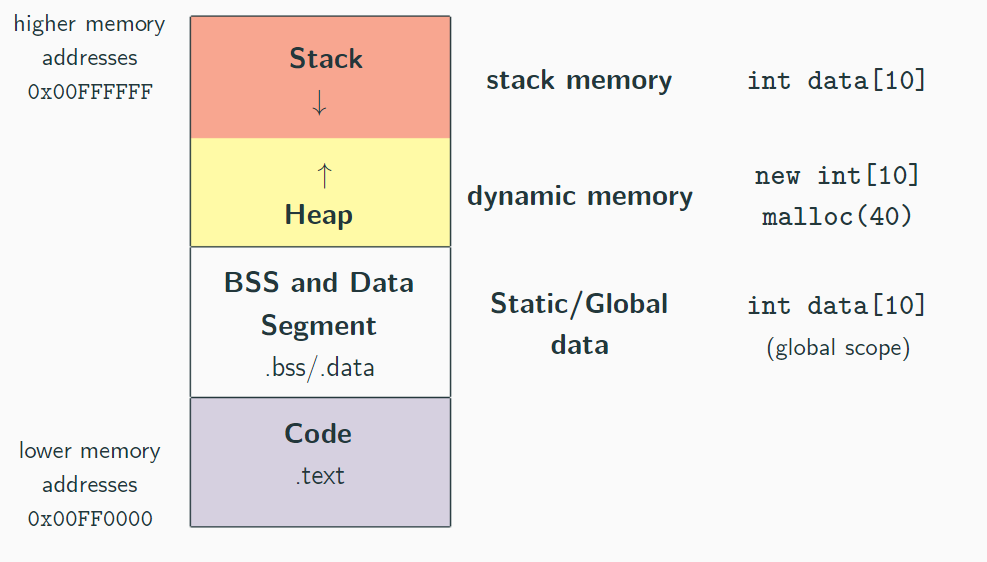 higher memory
addresses
0x00FFFFFF
Stack
↓
stack memory
int data[10]
↑
Heap
dynamic memory
new int[10]
malloc(40)
BSS and Data
Segment
.bss/.data
Static/Global
data
int data[10]
(global scope)
Code
.text
lower memory
addresses
0x00FF0000